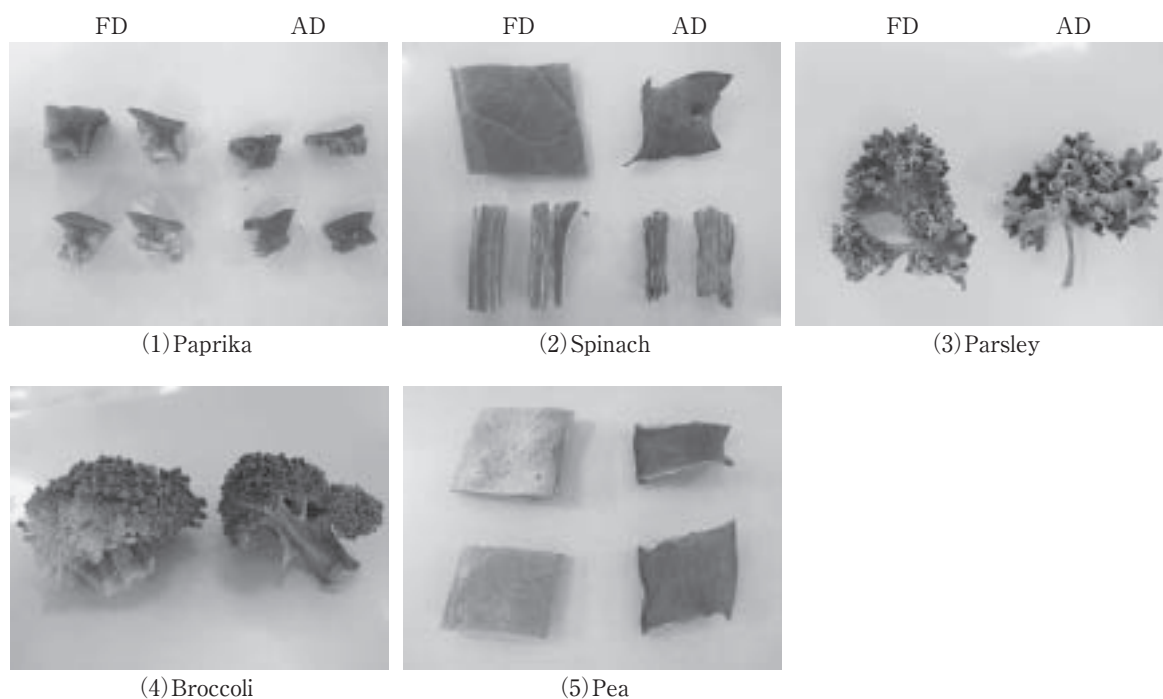 FD AD FD AD FD AD
(1)Paprika (2)Spinach (3)Parsley
(4)Broccoli (5)Pea